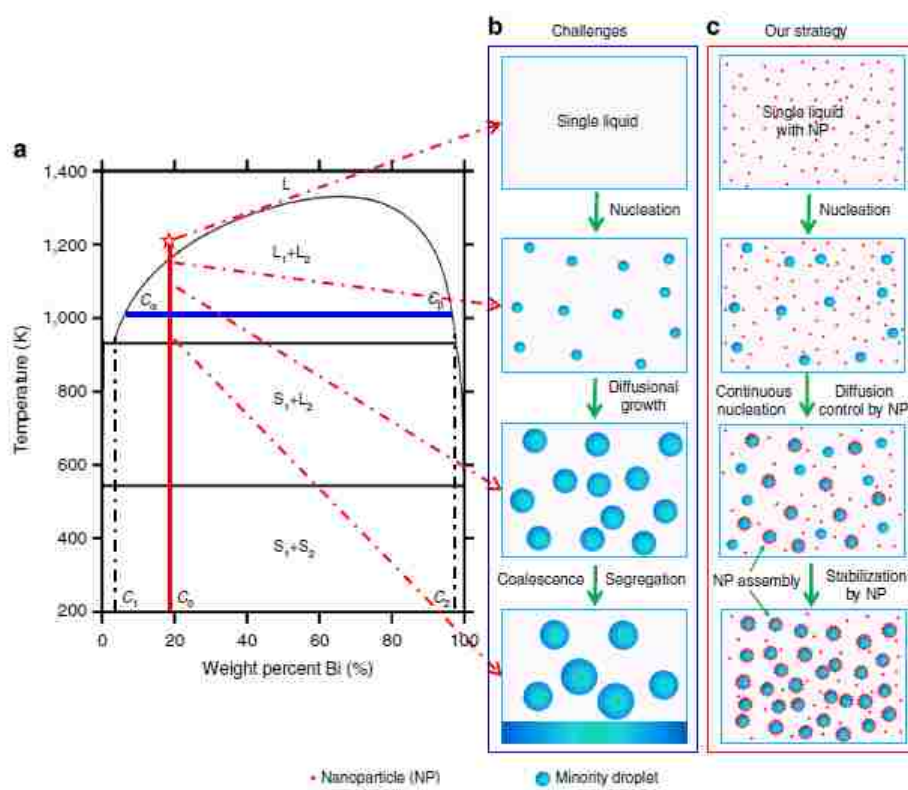 a
1,400
1,200
1,000
800
600
400
200
Temperature (K)
L
L1+L2
Cα
Cβ
S1+L2
S1+S2
C1
C0
C2
0
20
40
60
80
100
Weight percent Bi (%)
b
Challenges
Single liquid
Nucleation
Diffusional
growth
Coalescence
Segregation
c
Our strategy
Single liquid
with NP
Nucleation
Continuous
nucleation
Diffusion
control by NP
NP assembly
Stabilization
by NP
Nanoparticle (NP)
Minority droplet